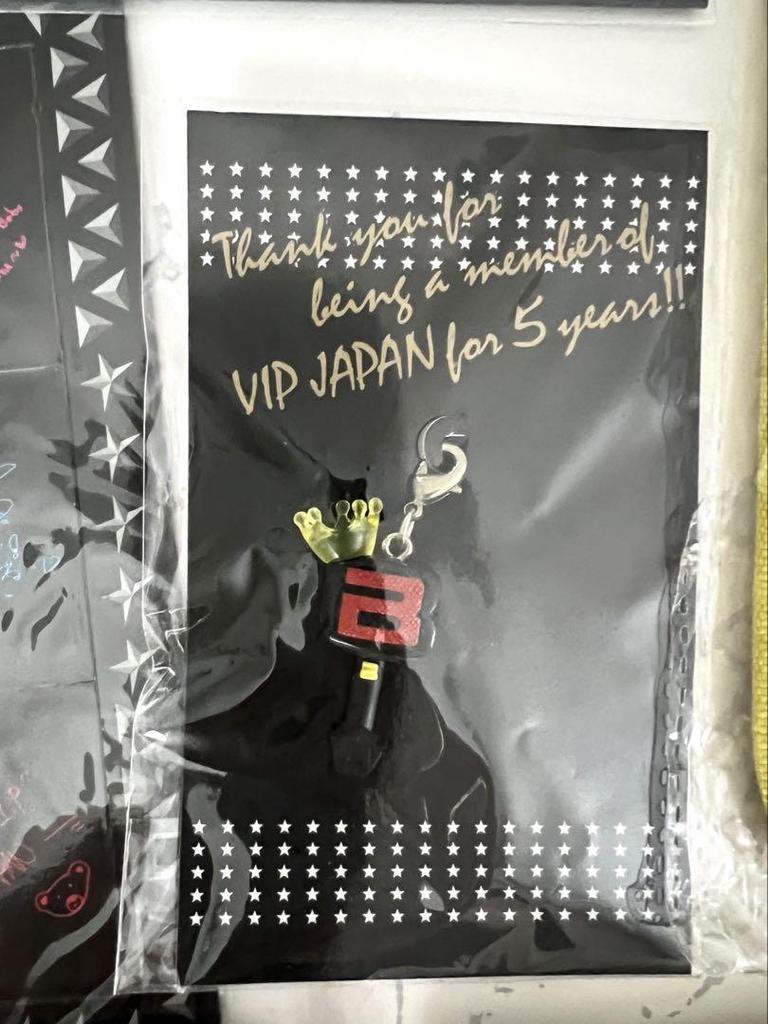 Thank you for
being a member of
VIP JAPAN for 5 years!!
B